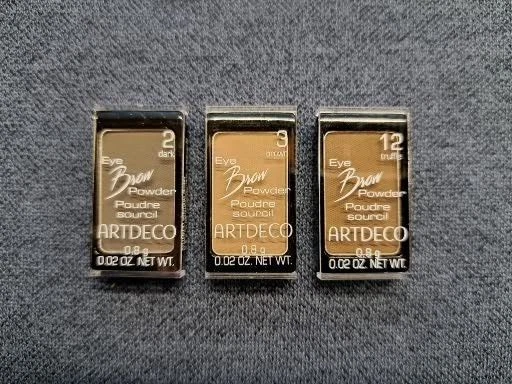 2
dark
Eye
Brow
Powder
Poudre
sourcil
ARTDECO
0.8 g
0.02 OZ. NET WT.
3
Eye
Brow
Powder
Poudre
sourcil
ARTDECO
0.8 g
0.02 OZ. NET WT.
12
truffle
Eye
Brow
Powder
Poudre
sourcil
ARTDECO
0.8 g
0.02 OZ. NET WT.